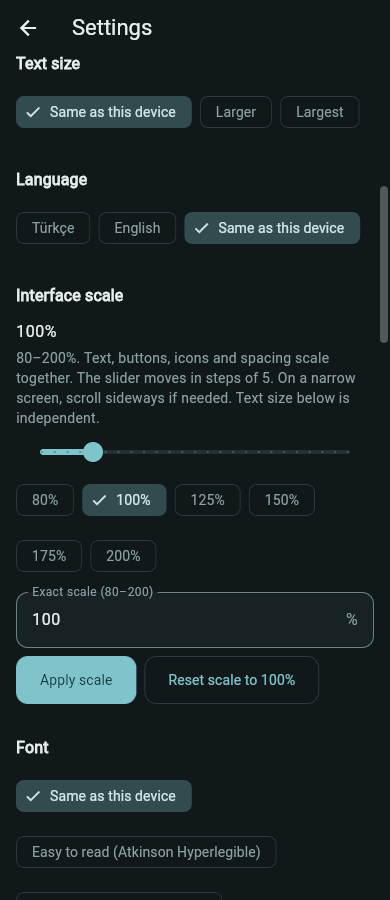 Settings
Text size
Same as this device
Larger
Largest
Language
Türkçe
English
Same as this device
Interface scale
100%
80–200%. Text, buttons, icons and spacing scale
together. The slider moves in steps of 5. On a narrow
screen, scroll sideways if needed. Text size below is
independent.
80%
100%
125%
150%
175%
200%
Exact scale (80–200)
100
%
Apply scale
Reset scale to 100%
Font
Same as this device
Easy to read (Atkinson Hyperlegible)